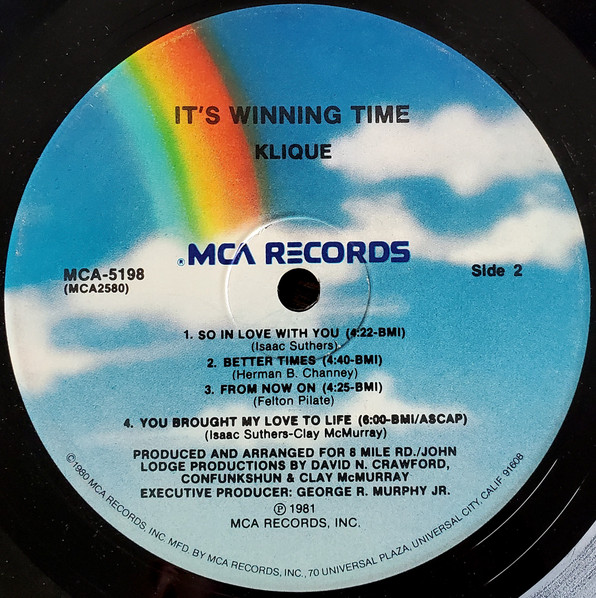 IT'S WINNING TIME
KLIQUE
®MCA RECORDS
MCA-5198
(MCA2580)
Side 2
1. SO IN LOVE WITH YOU (4:22-BMI)
(Isaac Suthers)
2. BETTER TIMES (4:40-BMI)
(Herman B. Channey)
3. FROM NOW ON (4:25-BMI)
(Felton Pilate)
4. YOU BROUGHT MY LOVE TO LIFE (6:00-BMI/ASCAP)
(Isaac Suthers-Clay McMurray)
PRODUCED AND ARRANGED FOR 8 MILE RD./JOHN
LODGE PRODUCTIONS BY DAVID N. CRAWFORD,
CONFUNKSHUN & CLAY McMURRAY
EXECUTIVE PRODUCER: GEORGE R. MURPHY JR.
℗ 1981
MCA RECORDS, INC.
©1980 MCA RECORDS, INC. MFD. BY MCA RECORDS, INC., 70 UNIVERSAL PLAZA, UNIVERSAL CITY, CALIF. 91608